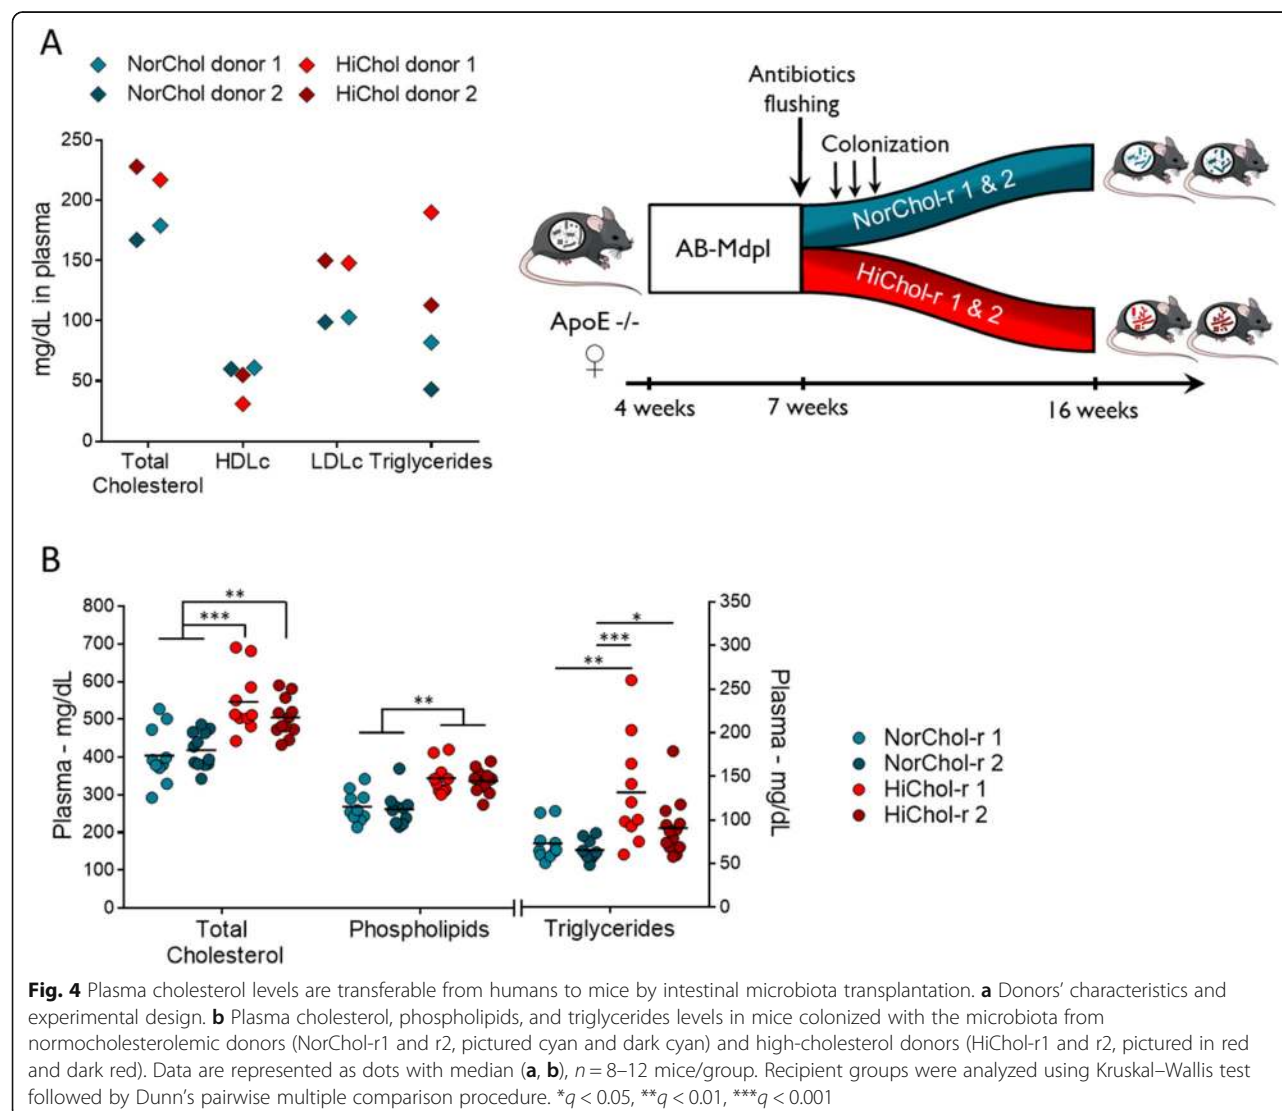 A
NorChol donor 1
HiChol donor 1
NorChol donor 2
HiChol donor 2
mg/dL in plasma
250
200
150
100
50
0
Total
Cholesterol
HDLc
LDLc
Triglycerides
Antibiotics
flushing
Colonization
NorChol-r 1 & 2
AB-Mdpl
HiChol-r 1 & 2
ApoE -/-
♀
4 weeks
7 weeks
16 weeks
B
Plasma - mg/dL
800
700
600
500
400
300
200
100
0
**
***
**
*
***
**
350
300
250
200
150
100
50
0
Plasma - mg/dL
Total
Cholesterol
Phospholipids
Triglycerides
NorChol-r 1
NorChol-r 2
HiChol-r 1
HiChol-r 2
Fig. 4 Plasma cholesterol levels are transferable from humans to mice by intestinal microbiota transplantation. a Donors’ characteristics and
experimental design. b Plasma cholesterol, phospholipids, and triglycerides levels in mice colonized with the microbiota from
normocholesterolemic donors (NorChol-r1 and r2, pictured cyan and dark cyan) and high-cholesterol donors (HiChol-r1 and r2, pictured in red
and dark red). Data are represented as dots with median (a, b), n = 8–12 mice/group. Recipient groups were analyzed using Kruskal–Wallis test
followed by Dunn’s pairwise multiple comparison procedure. *q < 0.05, **q < 0.01, ***q < 0.001